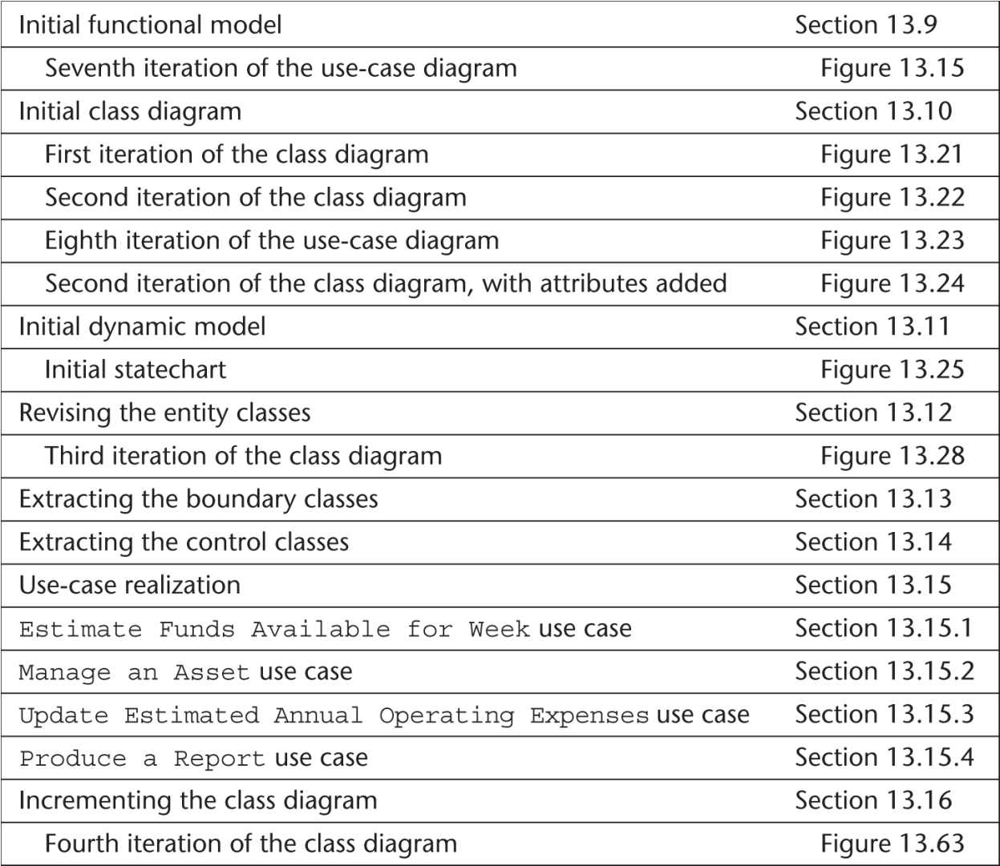 Initial functional model Section 13.9
Seventh iteration of the use-case diagram Figure 13.15
Initial class diagram Section 13.10
First iteration of the class diagram Figure 13.21
Second iteration of the class diagram Figure 13.22
Eighth iteration of the use-case diagram Figure 13.23
Second iteration of the class diagram, with attributes added Figure 13.24
Initial dynamic model Section 13.11
Initial statechart Figure 13.25
Revising the entity classes Section 13.12
Third iteration of the class diagram Figure 13.28
Extracting the boundary classes Section 13.13
Extracting the control classes Section 13.14
Use-case realization Section 13.15
Estimate Funds Available for Week use case Section 13.15.1
Manage an Asset use case Section 13.15.2
Update Estimated Annual Operating Expenses use case Section 13.15.3
Produce a Report use case Section 13.15.4
Incrementing the class diagram Section 13.16
Fourth iteration of the class diagram Figure 13.63